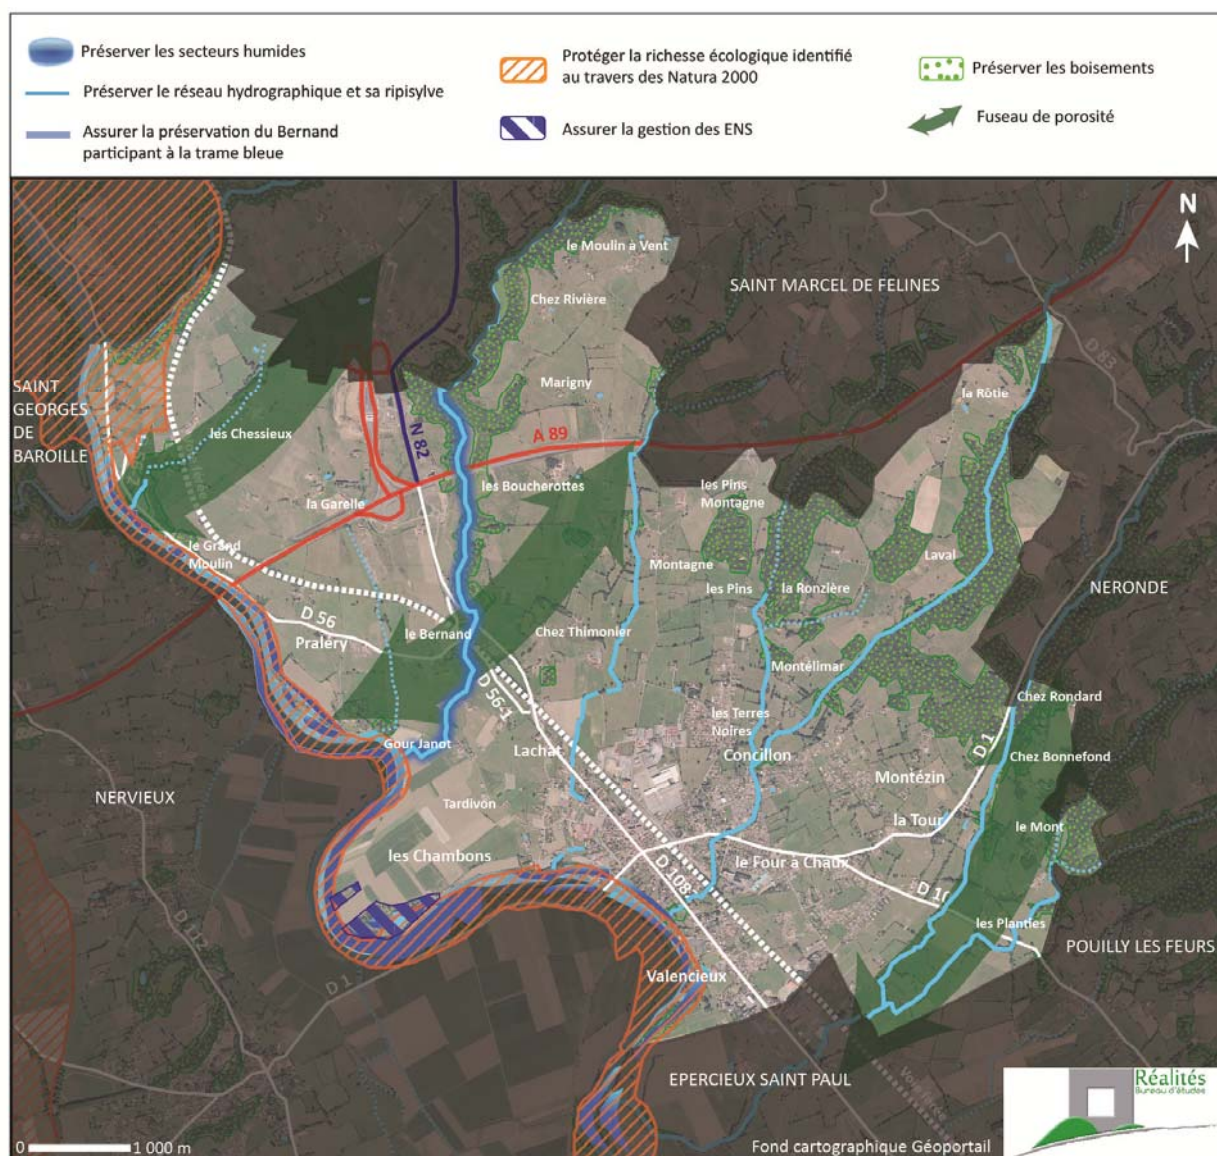 Préserver les secteurs humides
Préserver le réseau hydrographique et sa ripisylve
Assurer la préservation du Bernand
participant à la trame bleue
Protéger la richesse écologique identifié
au travers des Natura 2000
Assurer la gestion des ENS
Préserver les boisements
Fuseau de porosité
N
le Moulin à Vent
SAINT MARCEL DE FELINES
Chez Rivière
D 83
SAINT
GEORGES
DE
BAROILLE
Marigny
la Rôtie
les Chessieux
N 82
A 89
les Boucherottes
les Pins
Montagne
la Garelle
le Grand
Moulin
Montagne
Laval
les Pins
la Ronzière
NERONDE
D 56
Praléry
le Bernand
Chez Thimonier
Montélimar
Chez Rondard
D 56-1
les Terres
Noires
Gour Janot
Lachat
Concillon
D 1
Chez Bonnefond
NERVIEUX
Montézin
Tardivon
la Tour
le Mont
les Chambons
D 108
le Four à Chaux
D 10
les Planties
D 112
POUILLY LES FEURS
D 1
Valencieux
EPERCIEUX SAINT PAUL
Réalités
Bureau d'études
0
1 000 m
Fond cartographique Géoportail